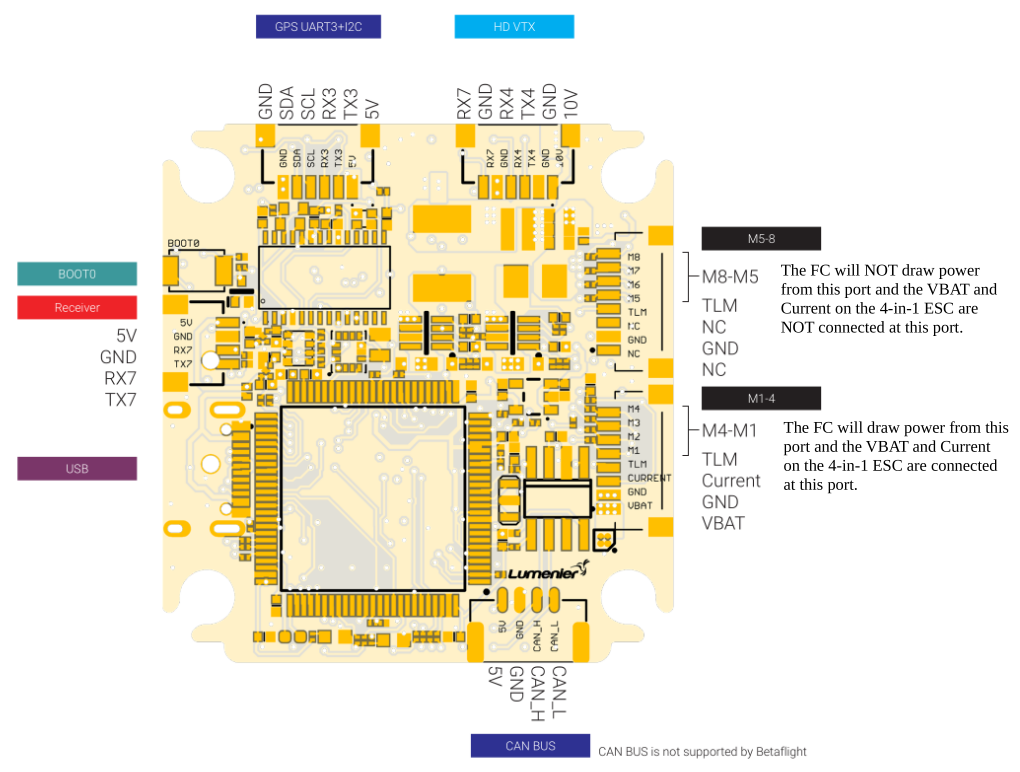 GPS UART3+I2C
HD VTX
GND
SDA
SCL
RX3
TX3
5V
RX7
GND
RX4
TX4
GND
10V
GND
SDA
SCL
RX3
TX3
5V
RX7
GND
RX4
TX4
GND
10V
BOOT0
BOOT0
Receiver
5V
GND
RX7
TX7
5V
GND
RX7
TX7
USB
M8
M7
M6
M5
TLM
NC
GND
NC
M5-8
M8-M5
TLM
NC
GND
NC
The FC will NOT draw power
from this port and the VBAT and
Current on the 4-in-1 ESC are
NOT connected at this port.
M4
M3
M2
M1
TLM
CURRENT
GND
VBAT
M1-4
M4-M1
TLM
Current
GND
VBAT
The FC will draw power from this
port and the VBAT and Current
on the 4-in-1 ESC are connected
at this port.
Lumenier
5V
GND
CAN_H
CAN_L
5V
GND
CAN_H
CAN_L
CAN BUS
CAN BUS is not supported by Betaflight